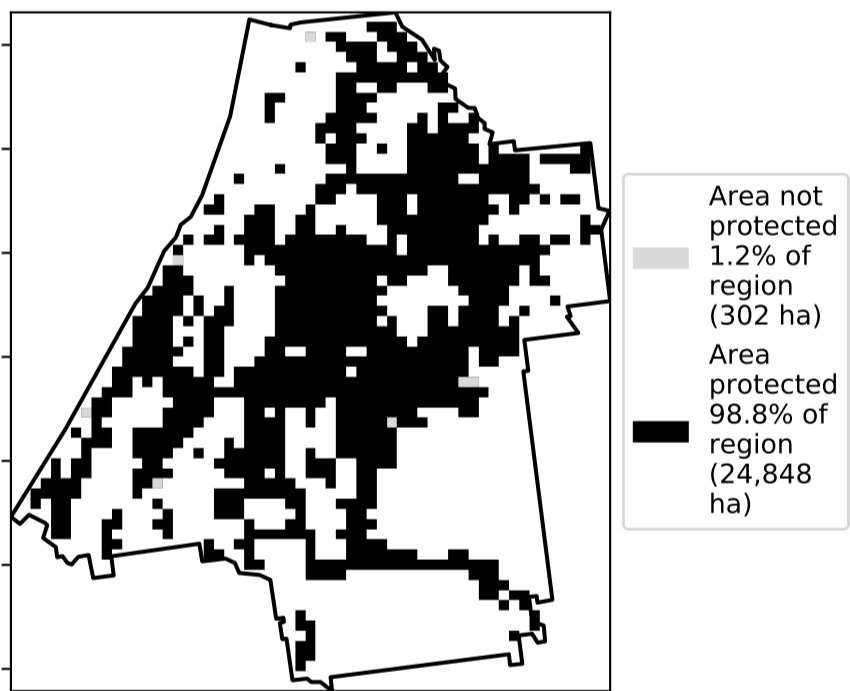 Area not
protected
1.2% of
region
(302 ha)
Area
protected
98.8% of
region
(24,848
ha)